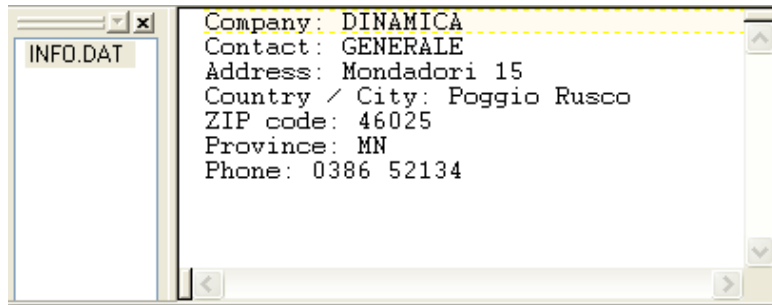 INFO.DAT
Company: DINAMICA
Contact: GENERALE
Address: Mondadori 15
Country / City: Poggio Rusco
ZIP code: 46025
Province: MN
Phone: 0386 52134